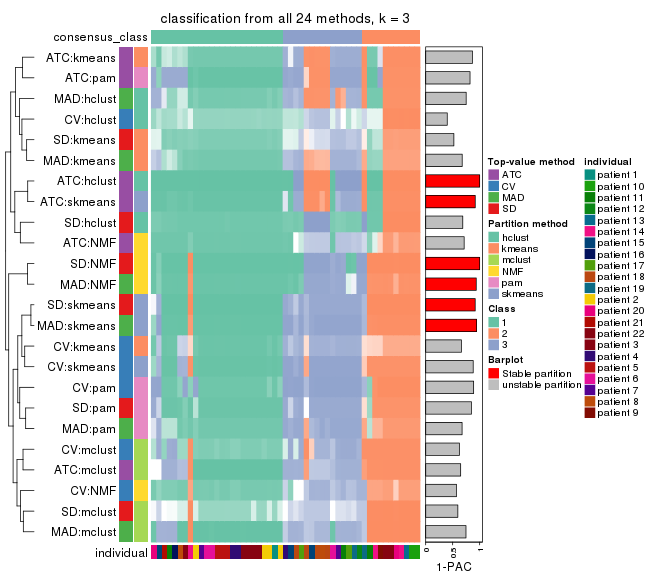 classification from all 24 methods, k = 3
consensus_class
ATC:kmeans
ATC:pam
MAD:hclust
CV:hclust
SD:kmeans
MAD:kmeans
ATC:hclust
ATC:skmeans
SD:hclust
ATC:NMF
SD:NMF
MAD:NMF
SD:skmeans
MAD:skmeans
CV:kmeans
CV:skmeans
CV:pam
SD:pam
MAD:pam
CV:mclust
ATC:mclust
CV:NMF
SD:mclust
MAD:mclust
individual
0
0.5
1
1-PAC
Top-value method
ATC
CV
MAD
SD
Partition method
hclust
kmeans
mclust
NMF
pam
skmeans
Class
1
2
3
Barplot
Stable partition
unstable partition
individual
patient 1
patient 10
patient 11
patient 12
patient 13
patient 14
patient 15
patient 16
patient 17
patient 18
patient 19
patient 2
patient 20
patient 21
patient 22
patient 3
patient 4
patient 5
patient 6
patient 7
patient 8
patient 9